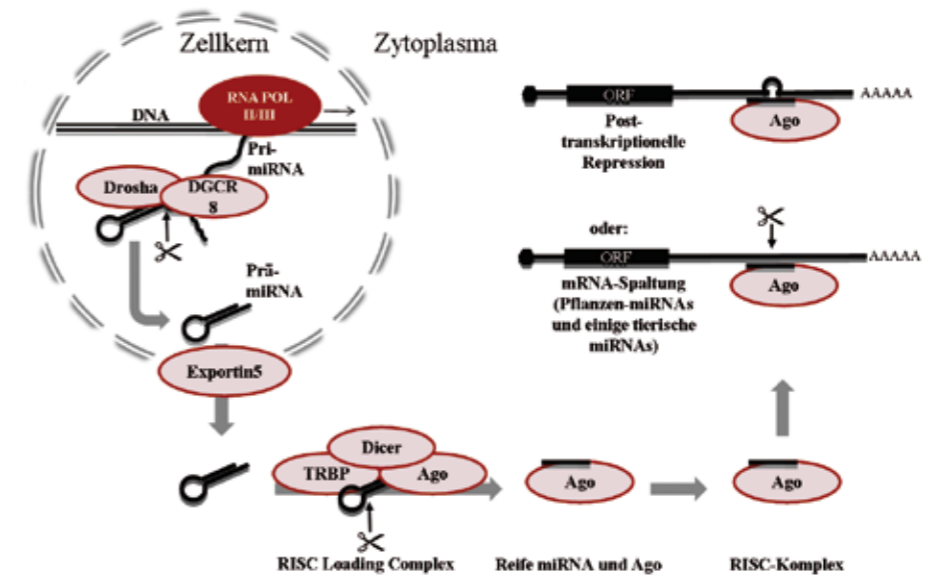 Zellkern
Zytoplasma
RNA POL
II/III
DNA
Pri-
miRNA
Drosha
DGCR
8
Prä-
miRNA
Exportin5
ORF
AAAAA
Ago
Post-
transkriptionelle
Repression
oder:
ORF
AAAAA
Ago
mRNA-Spaltung
(Pflanzen-miRNAs
und einige tierische
miRNAs)
Dicer
TRBP
Ago
Ago
Ago
RISC Loading Complex
Reife miRNA und Ago
RISC-Komplex